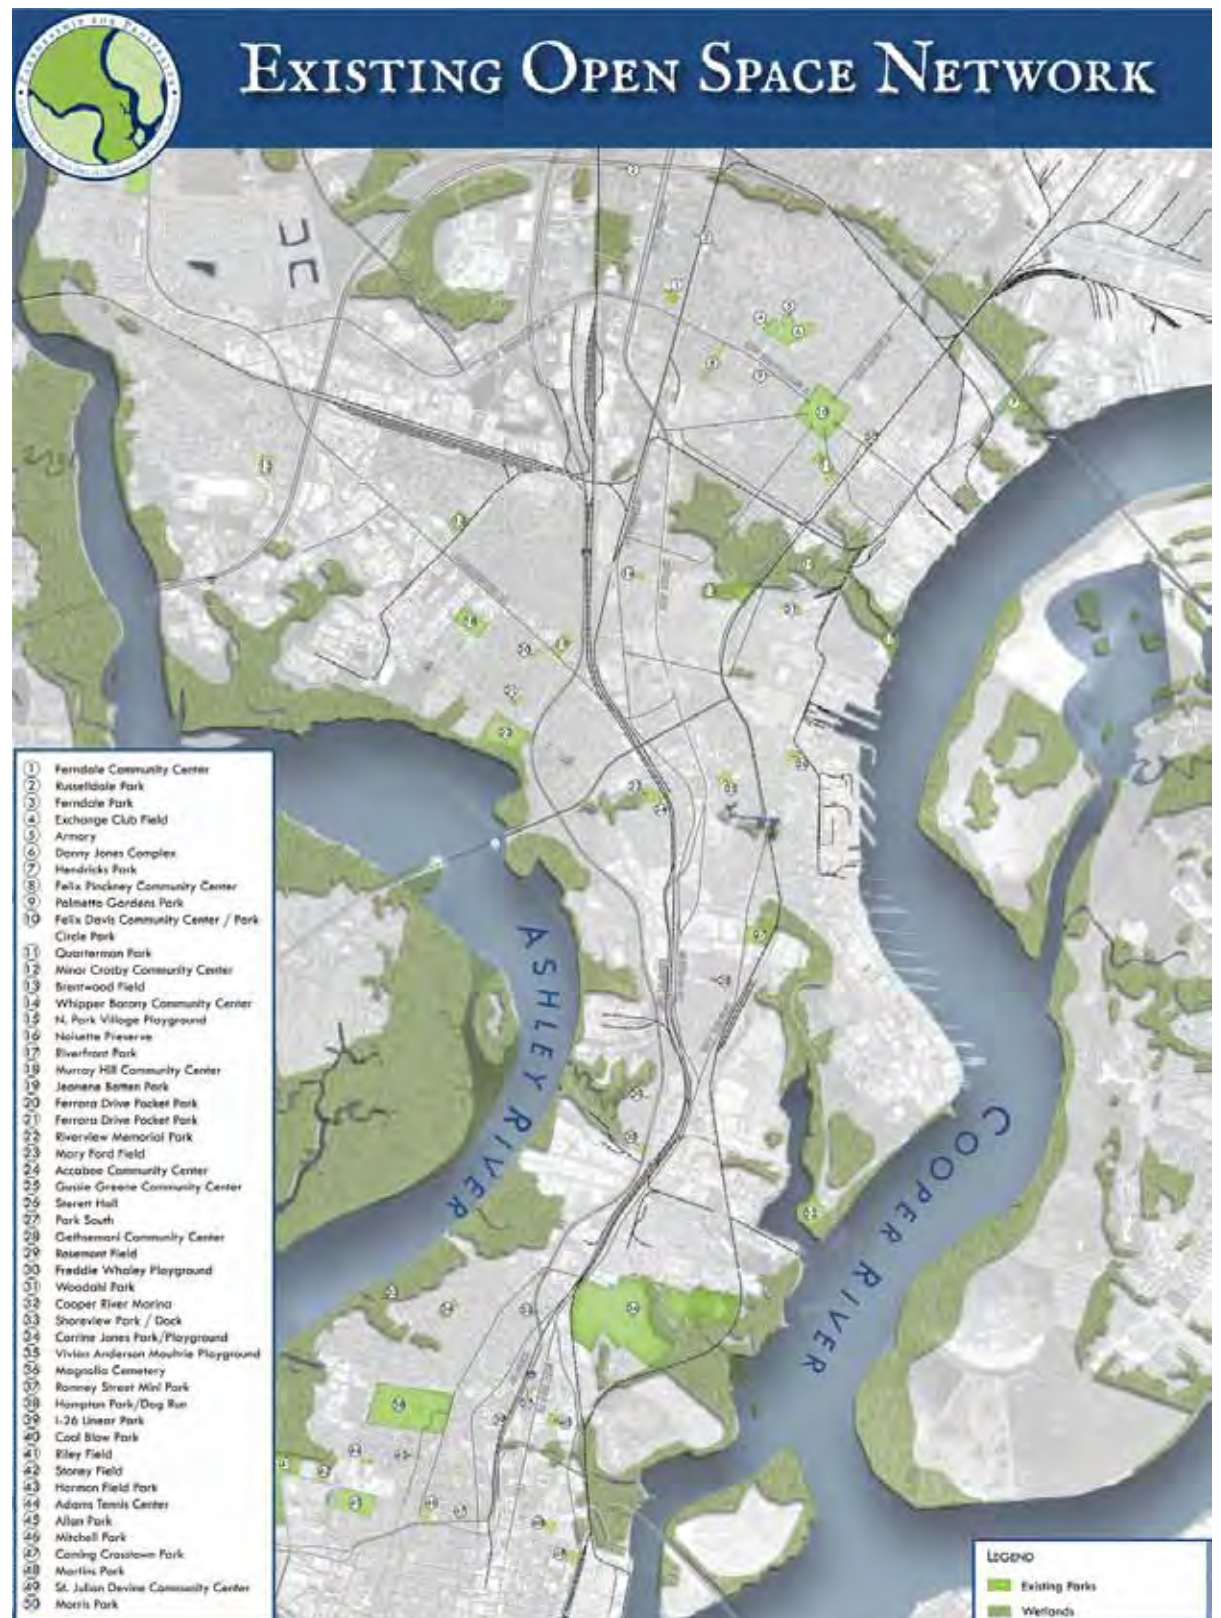 PARTNERSHIP FOR PROSPERITY
EXISTING OPEN SPACE NETWORK
1 Ferndale Community Center
2 Russelldale Park
3 Ferndale Park
4 Exchange Club Field
5 Armory
6 Danny Jones Complex
7 Hendricks Park
8 Felix Pinckney Community Center
9 Palmetto Gardens Park
10 Felix Davis Community Center / Park
Circle Park
11 Quarterman Park
12 Minor Crosby Community Center
13 Brentwood Field
14 Whipper Barony Community Center
15 N. Park Village Playground
16 Noisette Preserve
17 Riverfront Park
18 Murray Hill Community Center
19 Jeanene Batten Park
20 Ferrara Drive Pocket Park
21 Ferrara Drive Pocket Park
22 Riverview Memorial Park
23 Mary Ford Field
24 Accabee Community Center
25 Gussie Greene Community Center
26 Sterett Hall
27 Park South
28 Gethsemani Community Center
29 Rosemont Field
30 Freddie Whaley Playground
31 Woodahl Park
32 Cooper River Marina
33 Shoreview Park / Dock
34 Corrine Jones Park/Playground
35 Vivian Anderson Moultrie Playground
36 Magnolia Cemetery
37 Romney Street Mini Park
38 Hampton Park/Dog Run
39 I-26 Linear Park
40 Cool Blow Park
41 Riley Field
42 Stoney Field
43 Harmon Field Park
44 Adams Tennis Center
45 Allan Park
46 Mitchell Park
47 Coming Crosstown Park
48 Martins Park
49 St. Julian Devine Community Center
50 Morris Park
ASHLEY RIVER
COOPER RIVER
LEGEND
Existing Parks
Wetlands